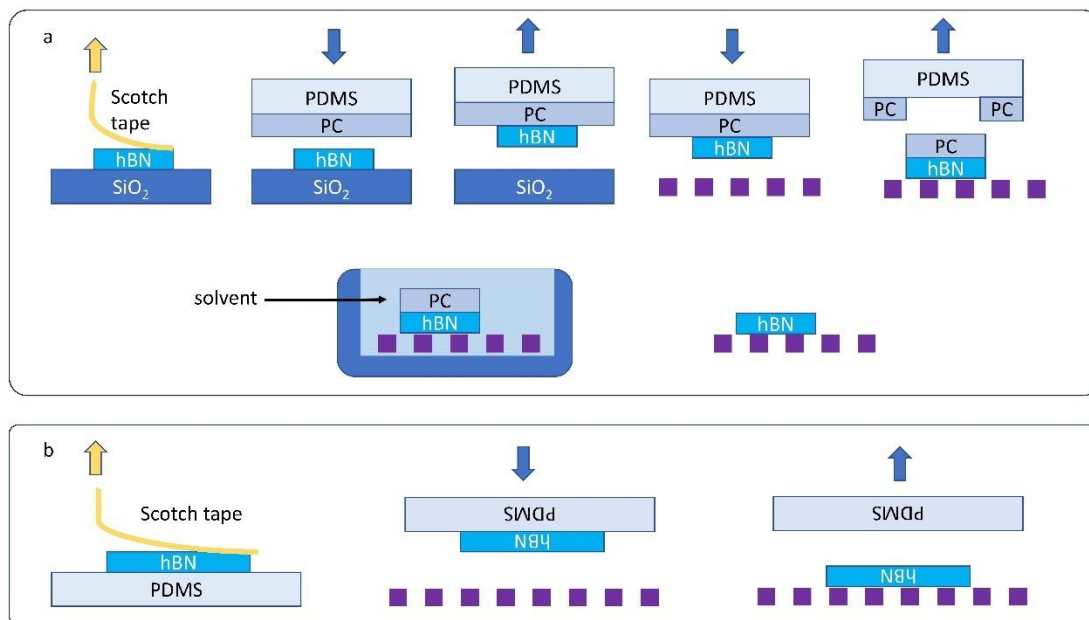 a
Scotch
tape
hBN
SiO₂
PDMS
PC
hBN
SiO₂
PDMS
PC
hBN
SiO₂
PDMS
PC
hBN
PDMS
PC
PC
PC
hBN
solvent
PC
hBN
hBN
b
Scotch tape
hBN
PDMS
PDMS
hBN
PDMS
hBN